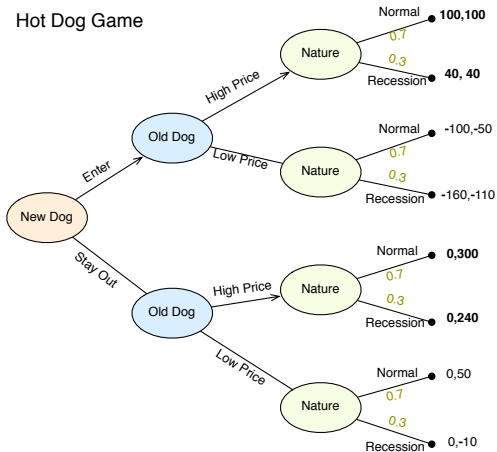 Hot Dog Game
Normal
100,100
0.7
Nature
0.3
Recession
40, 40
High Price
Old Dog
Enter
Low Price
Normal
-100,-50
0.7
Nature
0.3
Recession
-160,-110
New Dog
Stay Out
Normal
0,300
0.7
High Price
Nature
0.3
Recession
0,240
Old Dog
Low Price
Normal
0,50
0.7
Nature
0.3
Recession
0,-10